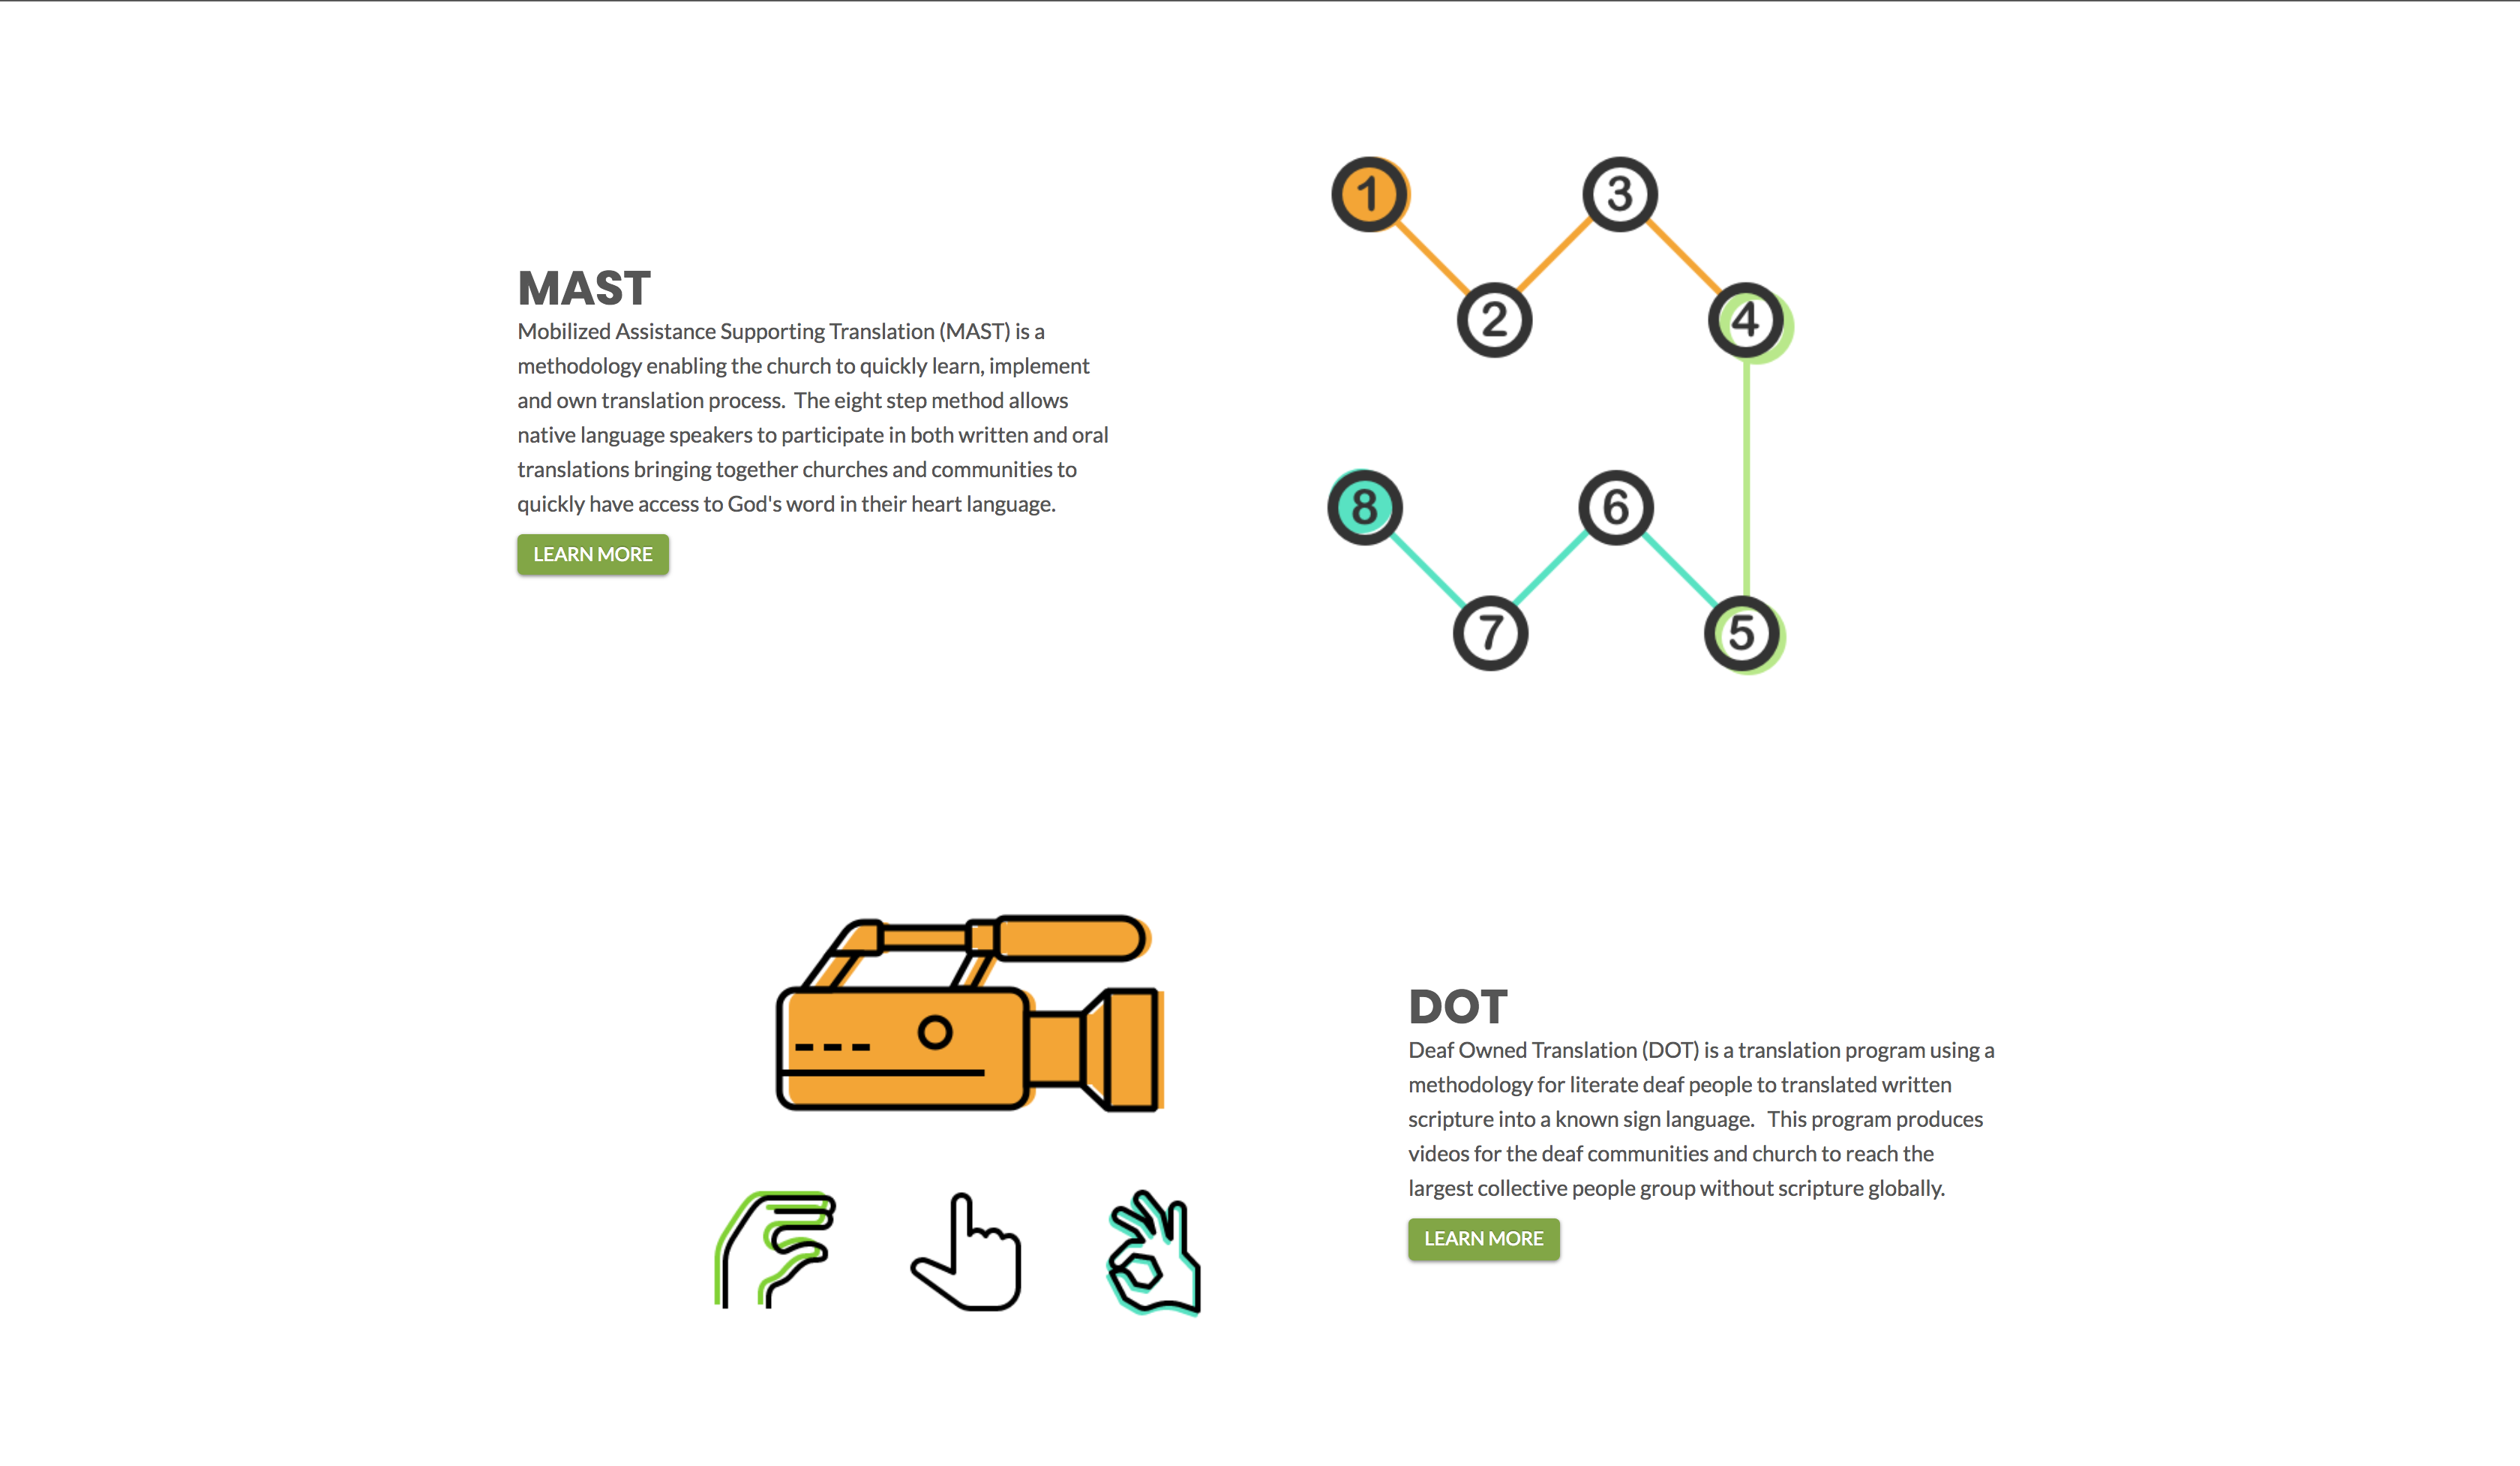 MAST
Mobilized Assistance Supporting Translation (MAST) is a
methodology enabling the church to quickly learn, implement
and own translation process.  The eight step method allows
native language speakers to participate in both written and oral
translations bringing together churches and communities to
quickly have access to God's word in their heart language.
LEARN MORE
1
3
2
4
8
6
7
5
DOT
Deaf Owned Translation (DOT) is a translation program using a
methodology for literate deaf people to translated written
scripture into a known sign language.   This program produces
videos for the deaf communities and church to reach the
largest collective people group without scripture globally.
LEARN MORE